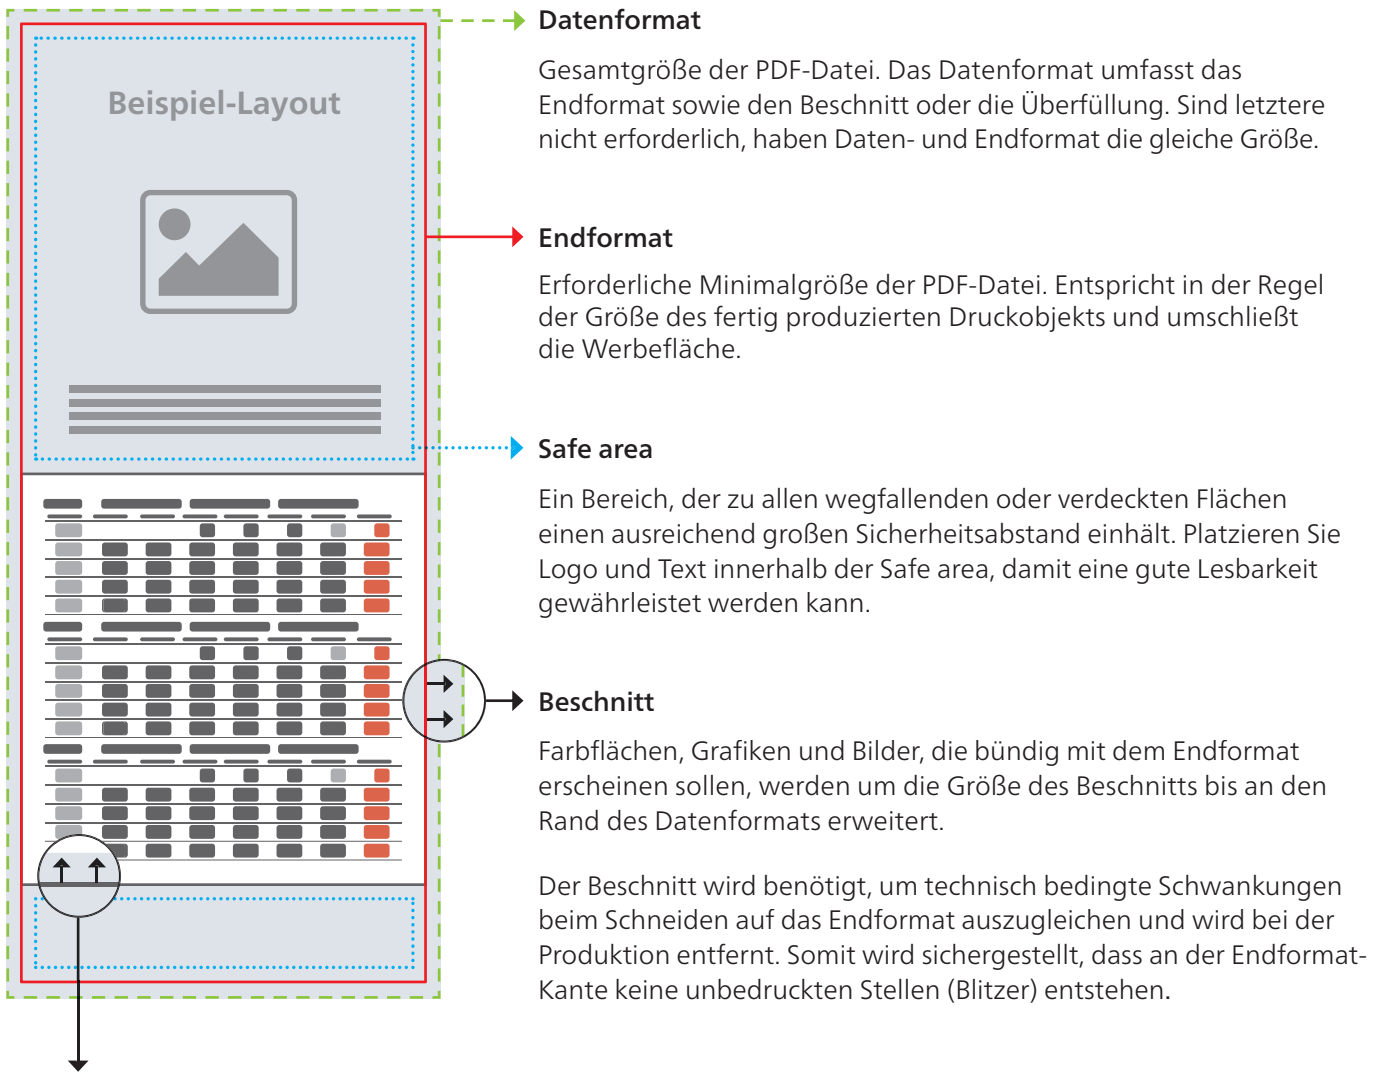 Beispiel-Layout
Datenformat
Gesamtgröße der PDF-Datei. Das Datenformat umfasst das
Endformat sowie den Beschnitt oder die Überfüllung. Sind letztere
nicht erforderlich, haben Daten- und Endformat die gleiche Größe.
Endformat
Erforderliche Minimalgröße der PDF-Datei. Entspricht in der Regel
der Größe des fertig produzierten Druckobjekts und umschließt
die Werbefläche.
Safe area
Ein Bereich, der zu allen wegfallenden oder verdeckten Flächen
einen ausreichend großen Sicherheitsabstand einhält. Platzieren Sie
Logo und Text innerhalb der Safe area, damit eine gute Lesbarkeit
gewährleistet werden kann.
Beschnitt
Farbflächen, Grafiken und Bilder, die bündig mit dem Endformat
erscheinen sollen, werden um die Größe des Beschnitts bis an den
Rand des Datenformats erweitert.
Der Beschnitt wird benötigt, um technisch bedingte Schwankungen
beim Schneiden auf das Endformat auszugleichen und wird bei der
Produktion entfernt. Somit wird sichergestellt, dass an der Endformat-
Kante keine unbedruckten Stellen (Blitzer) entstehen.